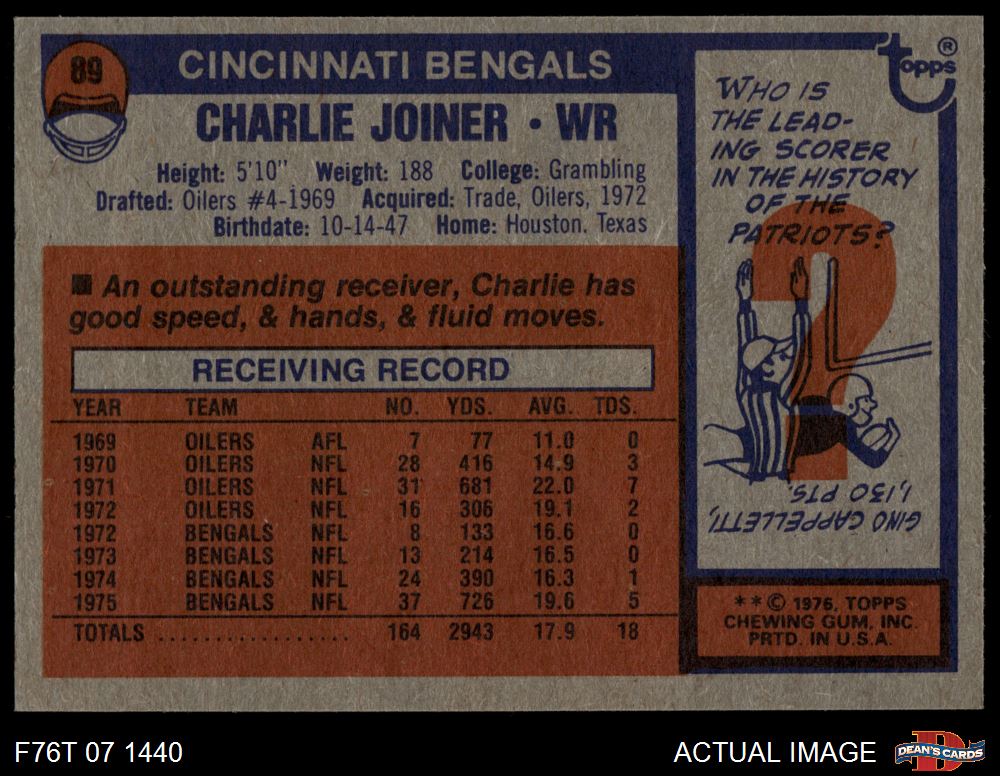 89
CINCINNATI BENGALS
CHARLIE JOINER • WR
Height: 5'10" Weight: 188 College: Grambling
Drafted: Oilers #4-1969 Acquired: Trade, Oilers, 1972
Birthdate: 10-14-47 Home: Houston, Texas
■ An outstanding receiver, Charlie has
good speed, & hands, & fluid moves.
RECEIVING RECORD
YEAR TEAM NO. YDS. AVG. TDS.
1969 OILERS AFL 7 77 11.0 0
1970 OILERS NFL 28 416 14.9 3
1971 OILERS NFL 31 681 22.0 7
1972 OILERS NFL 16 306 19.1 2
1972 BENGALS NFL 8 133 16.6 0
1973 BENGALS NFL 13 214 16.5 0
1974 BENGALS NFL 24 390 16.3 1
1975 BENGALS NFL 37 726 19.6 5
TOTALS .................. 164 2943 17.9 18
topps®
WHO IS
THE LEAD-
ING SCORER
IN THE HISTORY
OF THE
PATRIOTS?
?
GINO CAPPELLETTI,
1,130 PTS.
**© 1976, TOPPS
CHEWING GUM, INC.
PRTD. IN U.S.A.
F76T 07 1440
ACTUAL IMAGE
D
DEAN'S CARDS